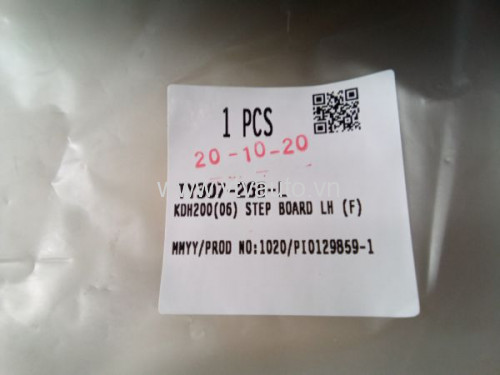 1 PCS
20-10-20
KDH200(06) STEP BOARD LH (F)
MMYY/PROD NO:1020/PI0129859-1